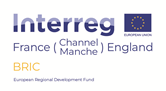 Interreg
EUROPEAN UNION
France ( Channel Manche ) England
BRIC
European Regional Development Fund